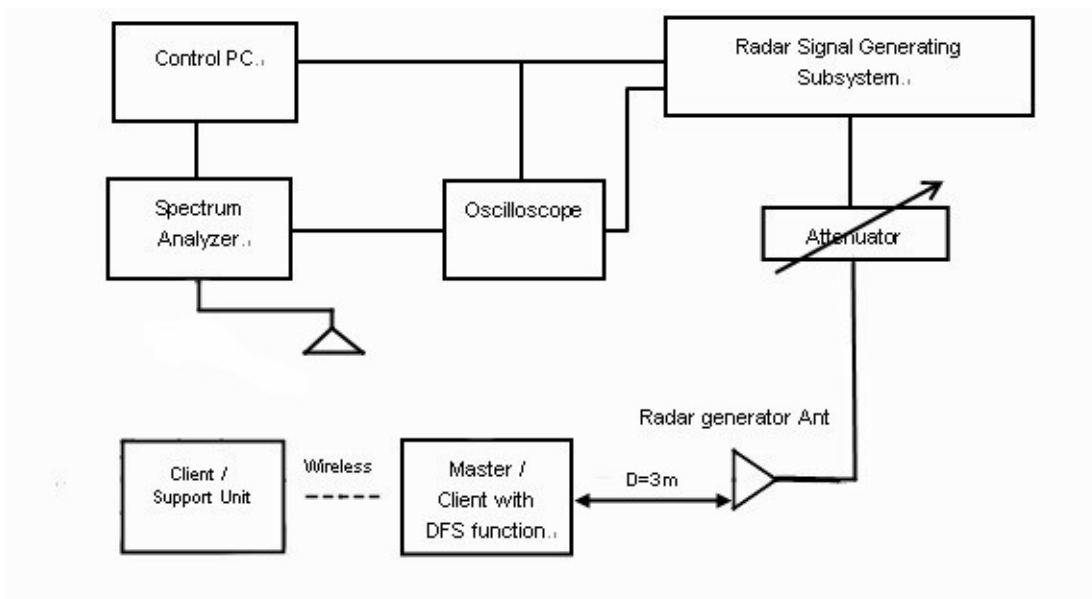 Control PC.
Radar Signal Generating
Subsystem.
Spectrum
Analyzer.
Oscilloscope
Attenuator
Radar generator Ant
Client /
Support Unit
Wireless
Master /
Client with
DFS function.
D=3m